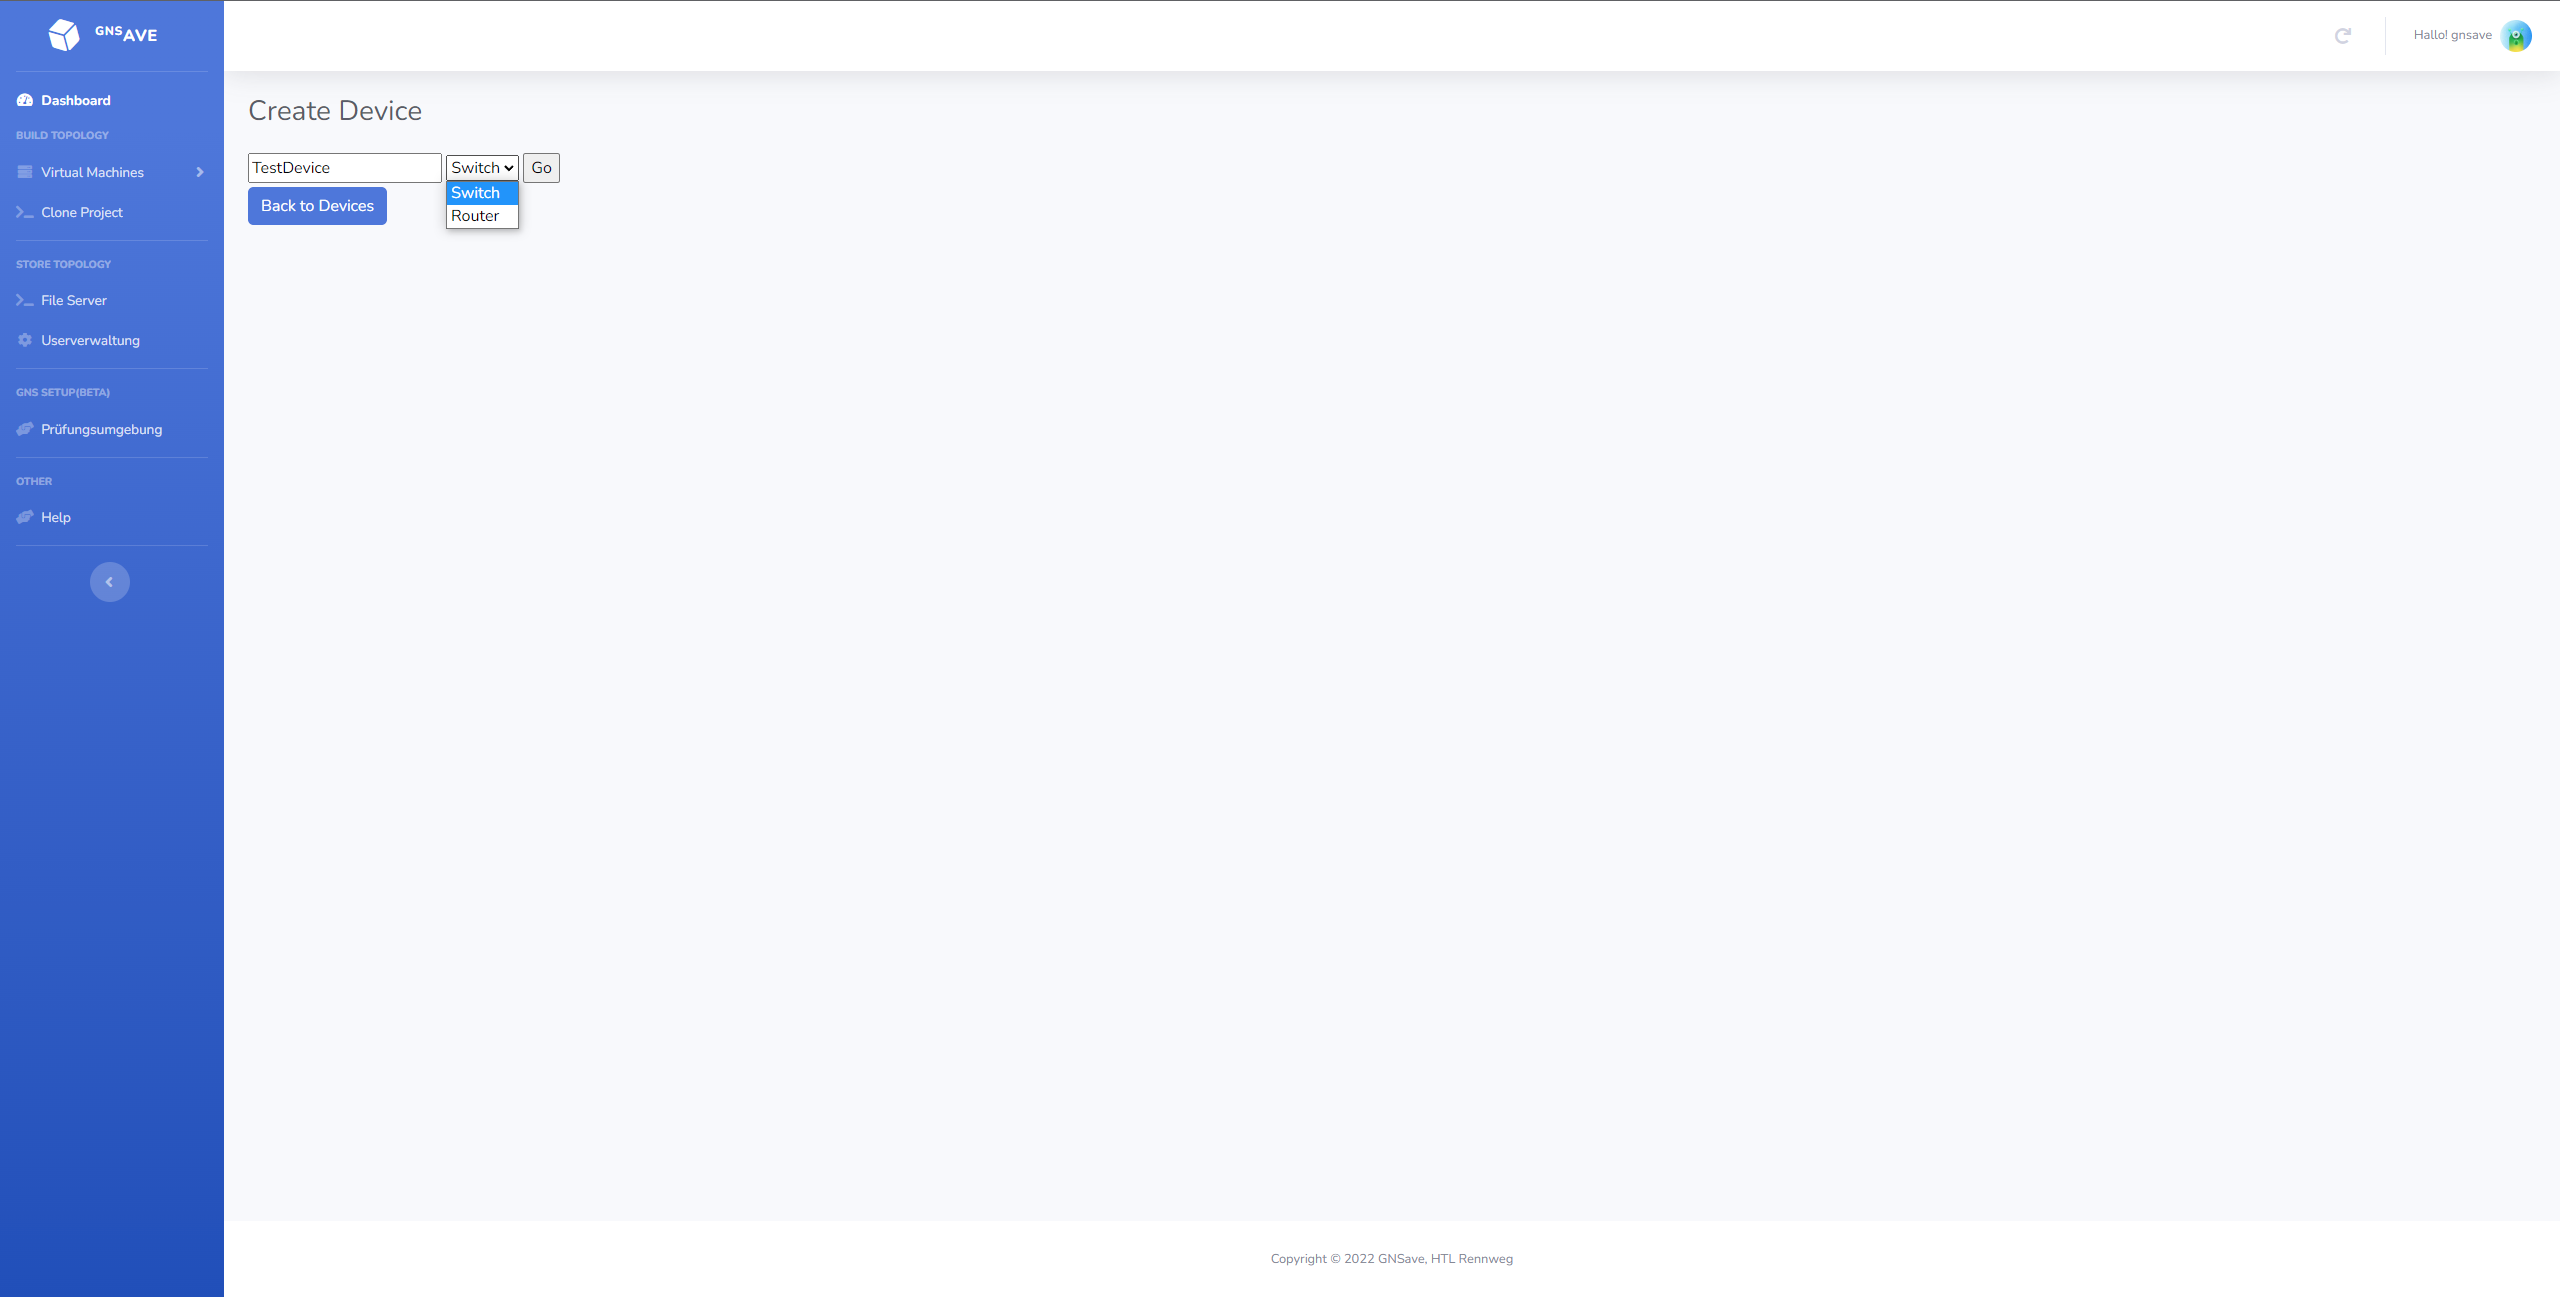 GNSAVE
Hallo! gnsave
Dashboard
BUILD TOPOLOGY
Virtual Machines
Clone Project
STORE TOPOLOGY
File Server
Userverwaltung
GNS SETUP(BETA)
Prüfungsumgebung
OTHER
Help
Create Device
TestDevice Switch Go
Switch
Router
Back to Devices
Copyright © 2022 GNSave, HTL Rennweg